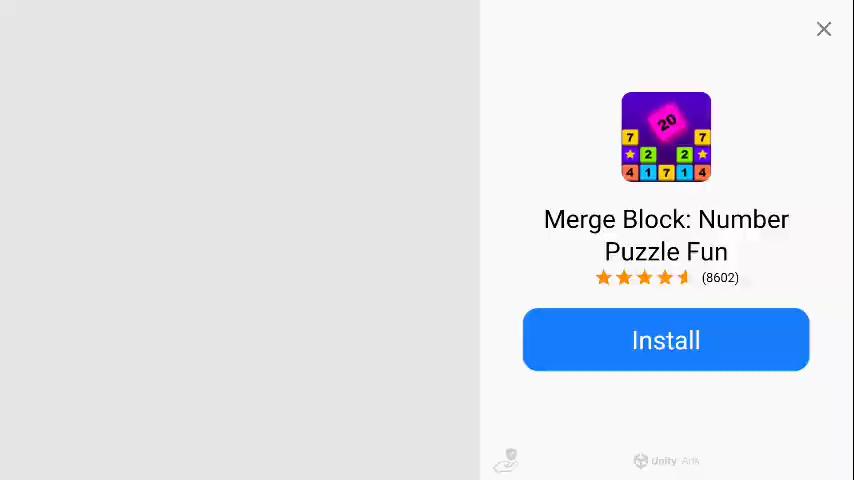 20
7 7
2 2
4 1 7 1 4
Merge Block: Number
Puzzle Fun
(8602)
Install
Unity Ads